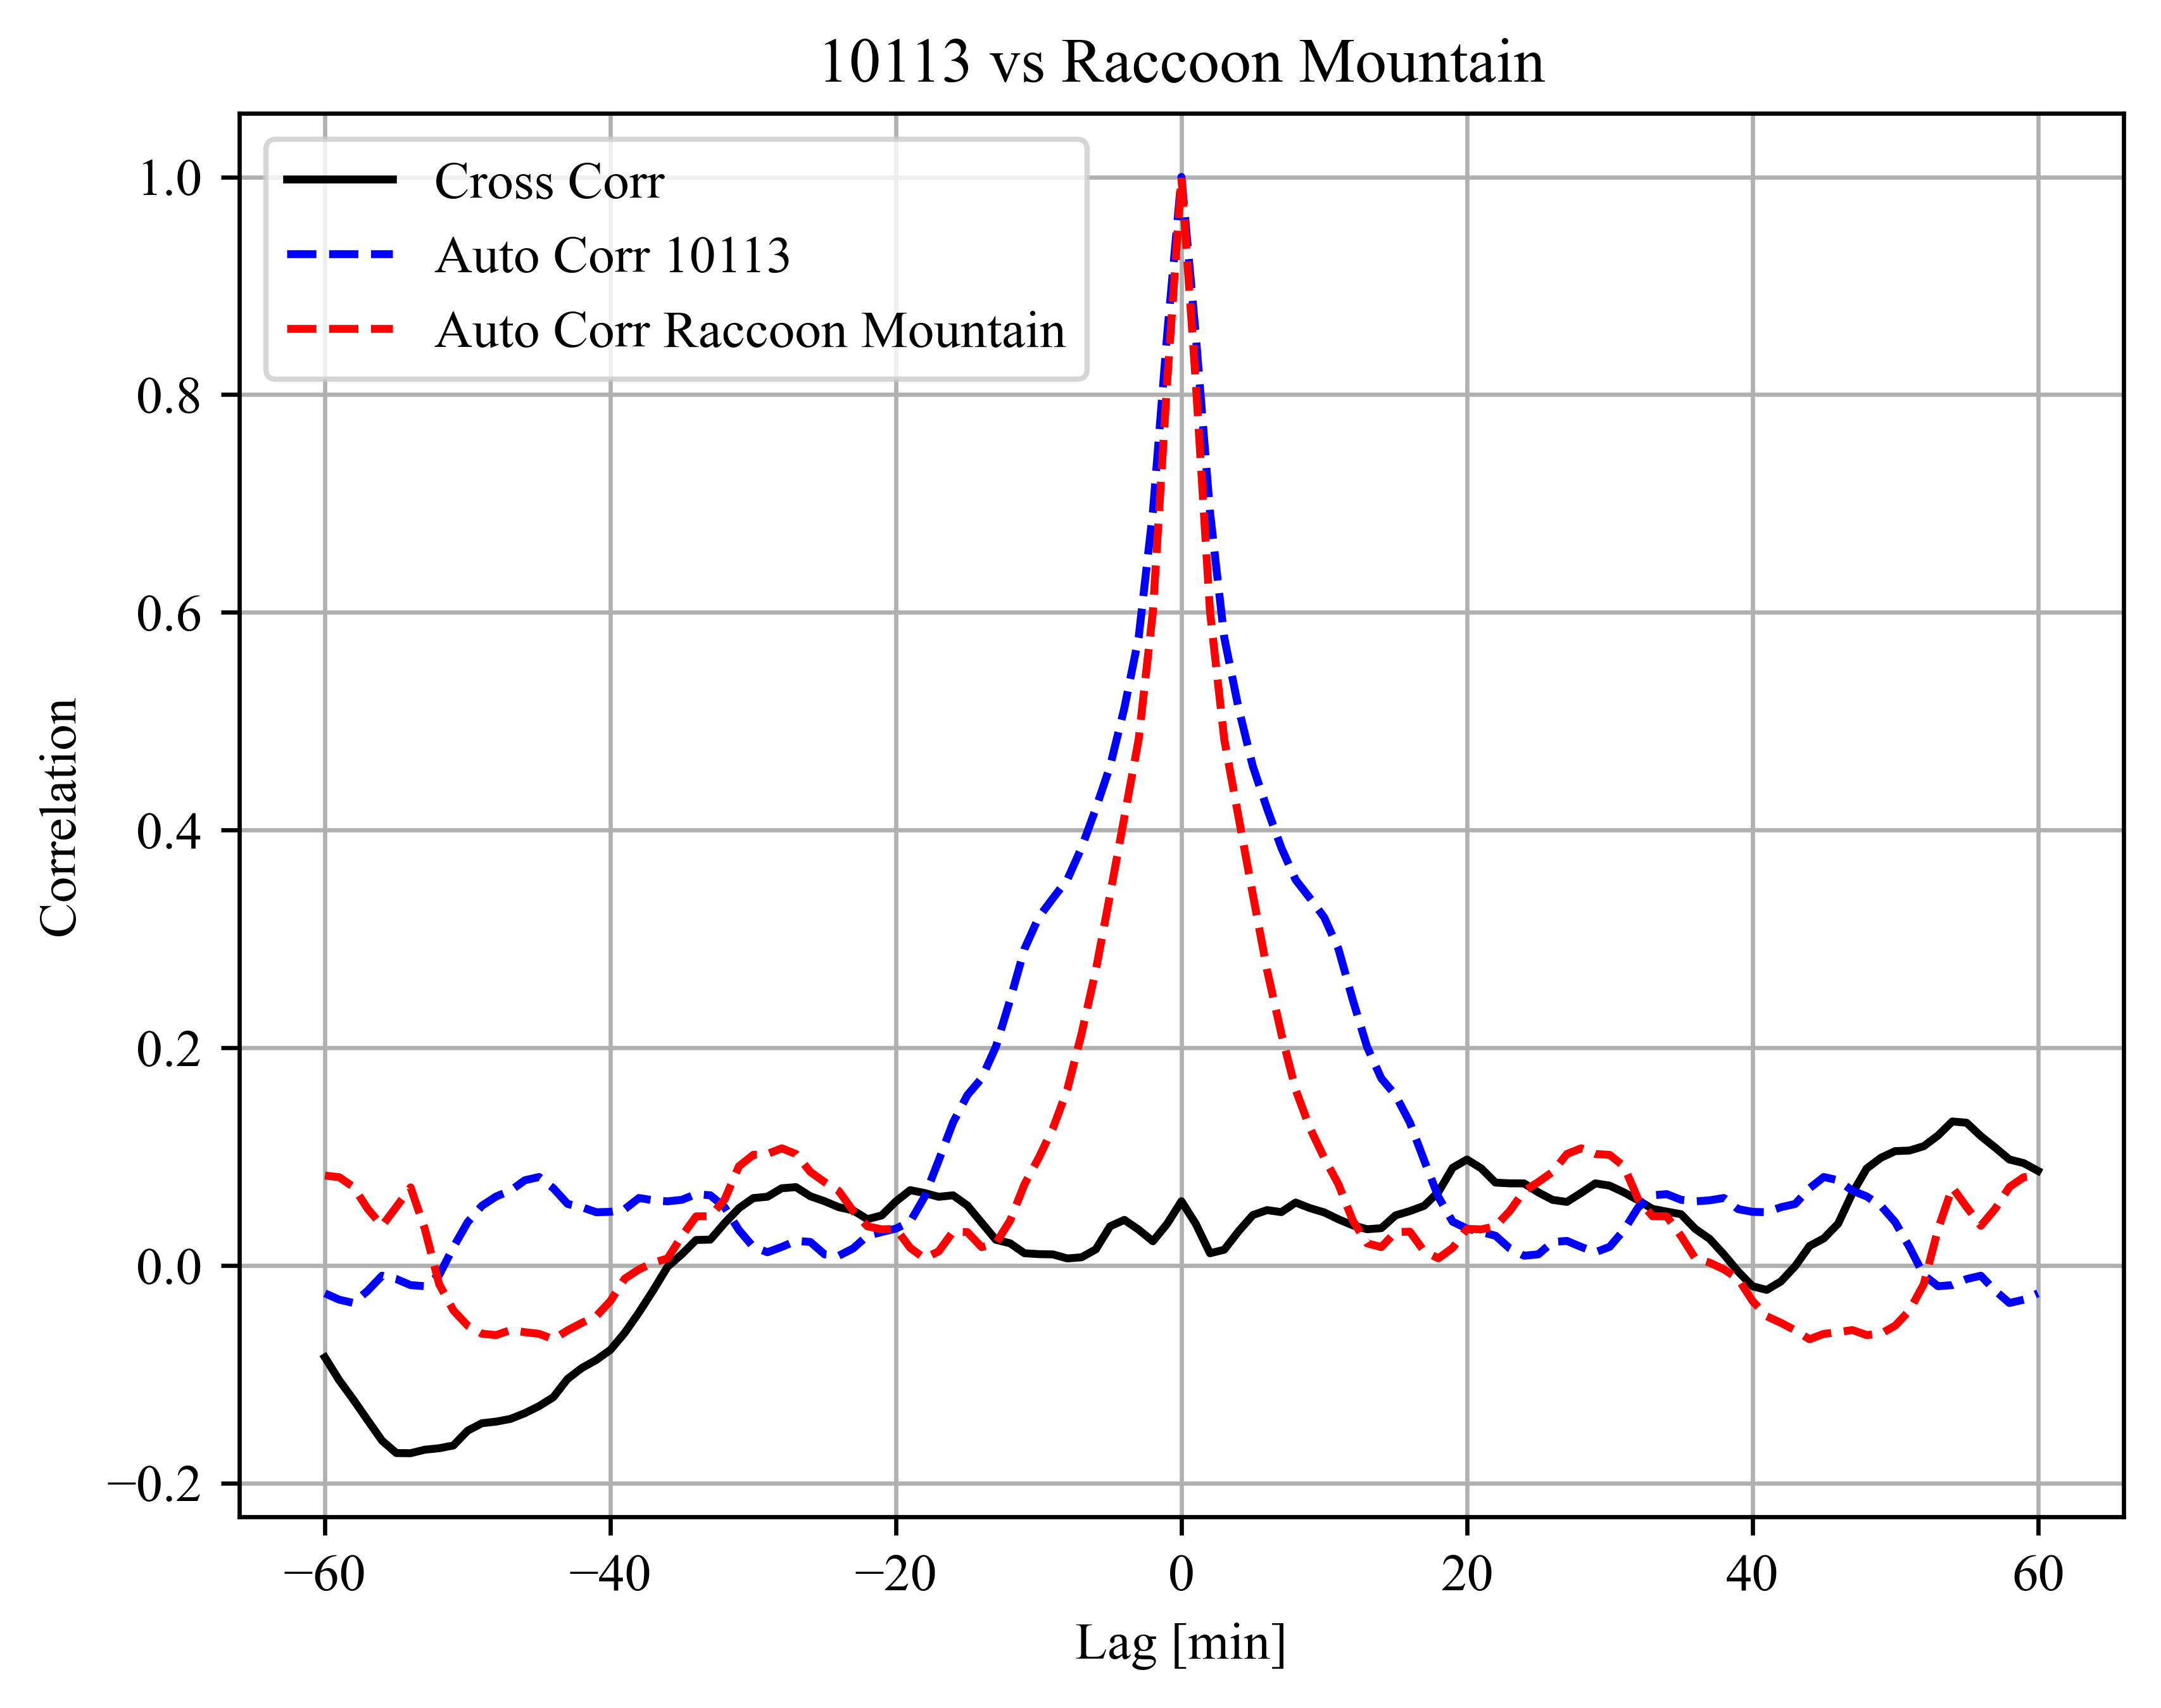 10113 vs Raccoon Mountain
Cross Corr
Auto Corr 10113
Auto Corr Raccoon Mountain
1.0
0.8
0.6
0.4
0.2
0.0
−0.2
Correlation
−60 −40 −20 0 20 40 60
Lag [min]